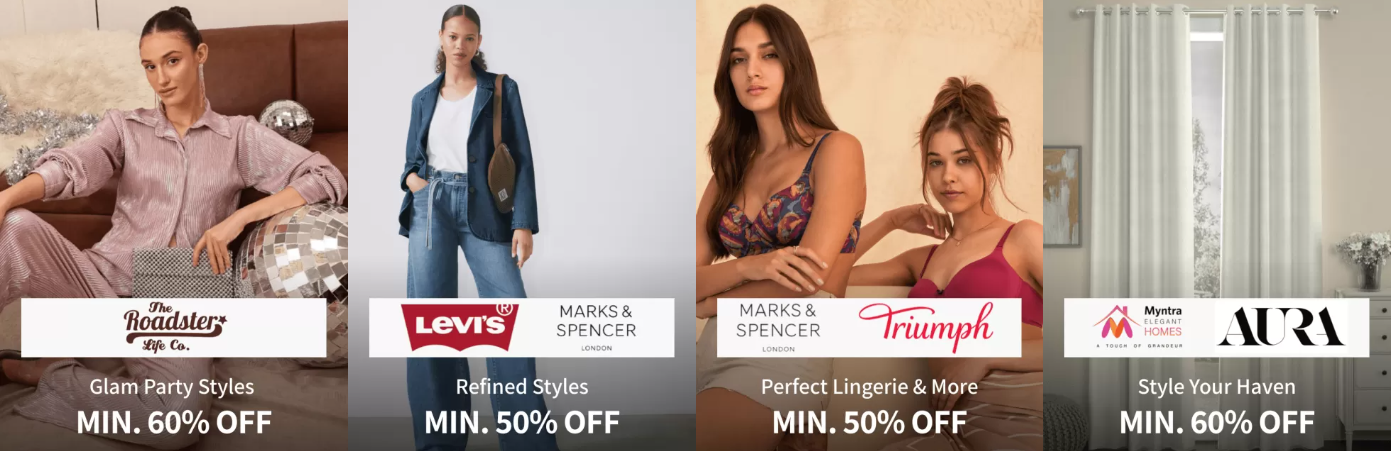 The
Roadster
Life Co.
Glam Party Styles
MIN. 60% OFF
LEVI'S®
MARKS &
SPENCER
LONDON
Refined Styles
MIN. 50% OFF
MARKS &
SPENCER
LONDON
Triumph
Perfect Lingerie & More
MIN. 50% OFF
Myntra
ELEGANT
HOMES
A TOUCH OF GRANDEUR
AURA
Style Your Haven
MIN. 60% OFF